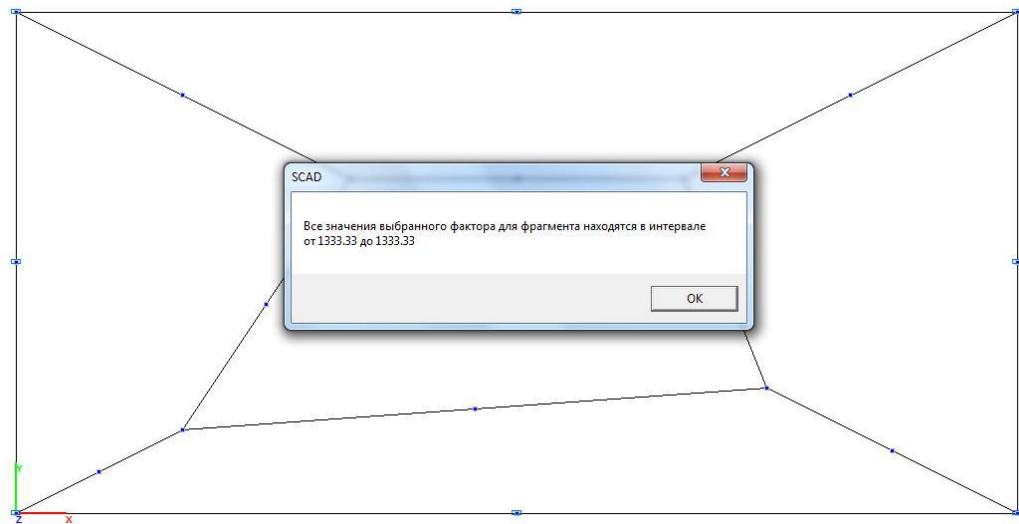 SCAD
Все значения выбранного фактора для фрагмента находятся в интервале
от 1333.33 до 1333.33
OK
Y
Z X